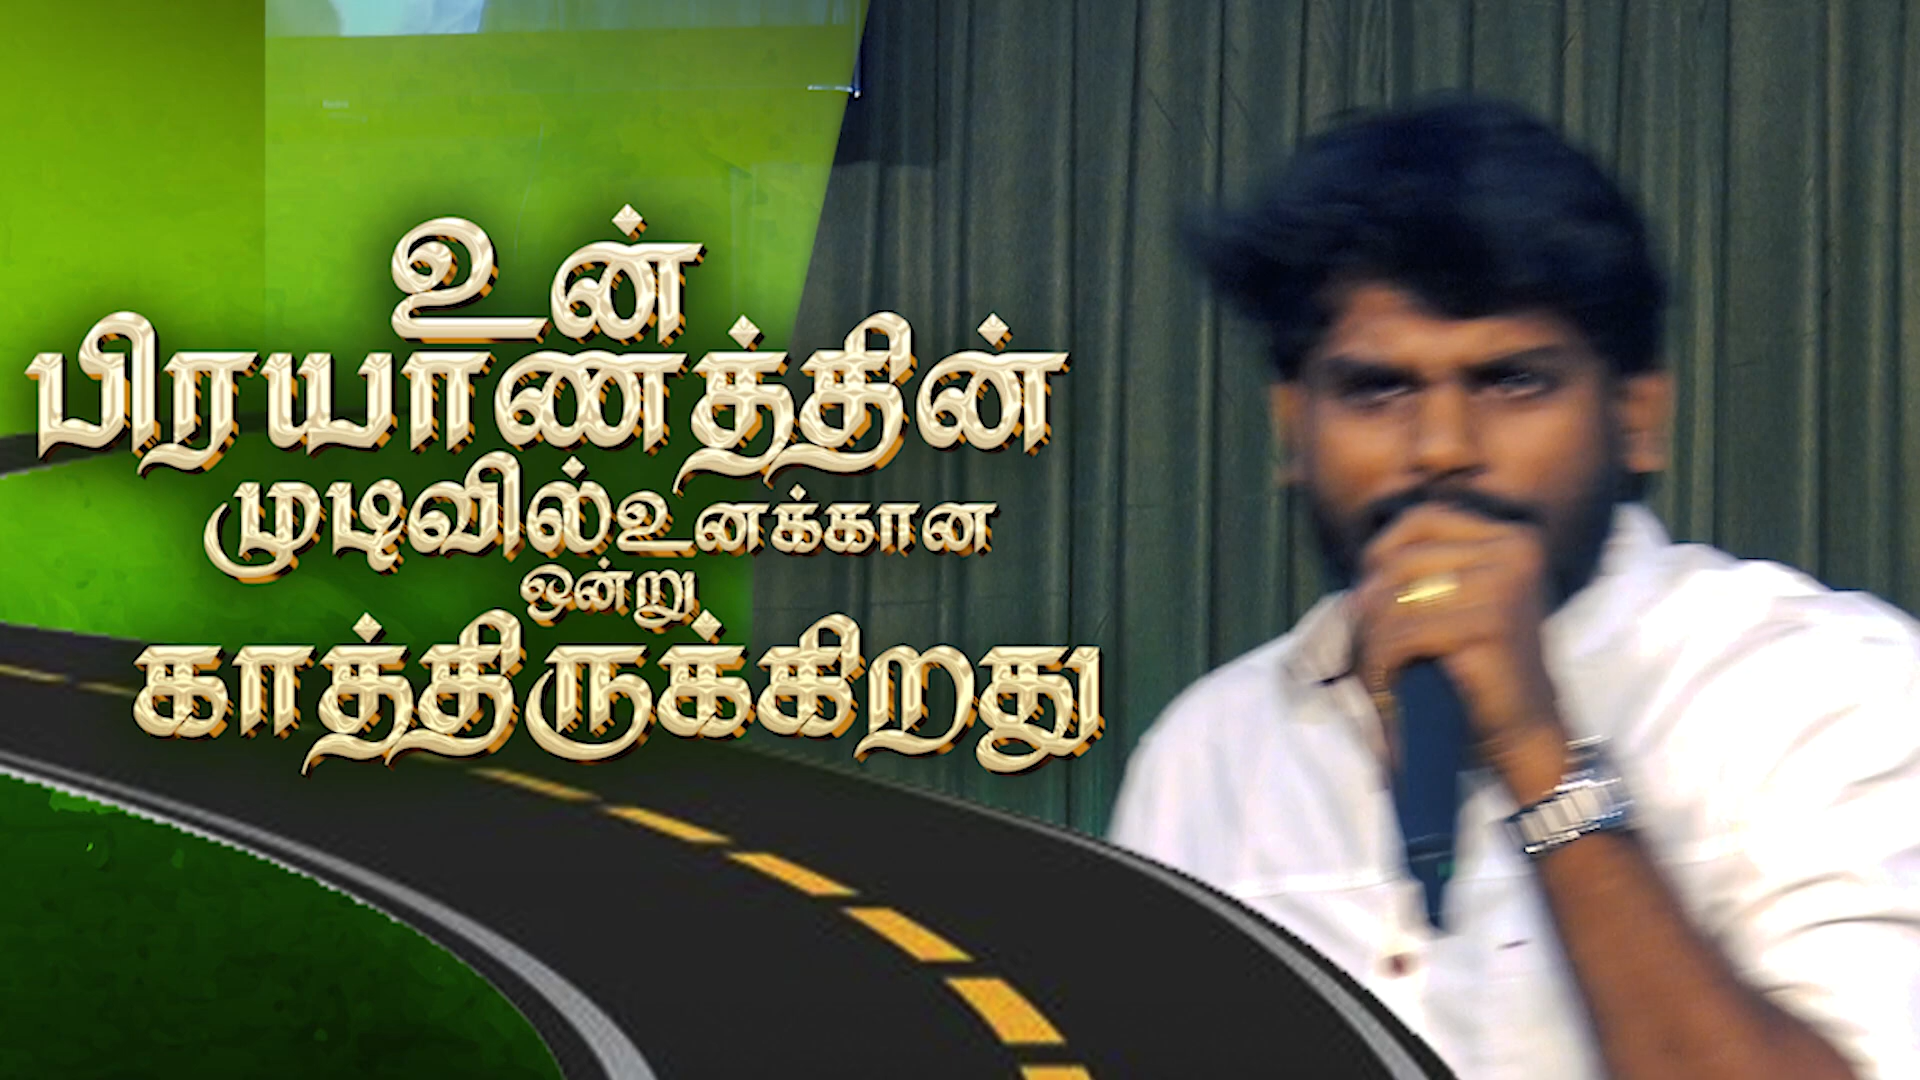 உன்
பிரயாணத்தின்
முடிவில் உனக்கான
ஒன்று
காத்திருக்கிறது